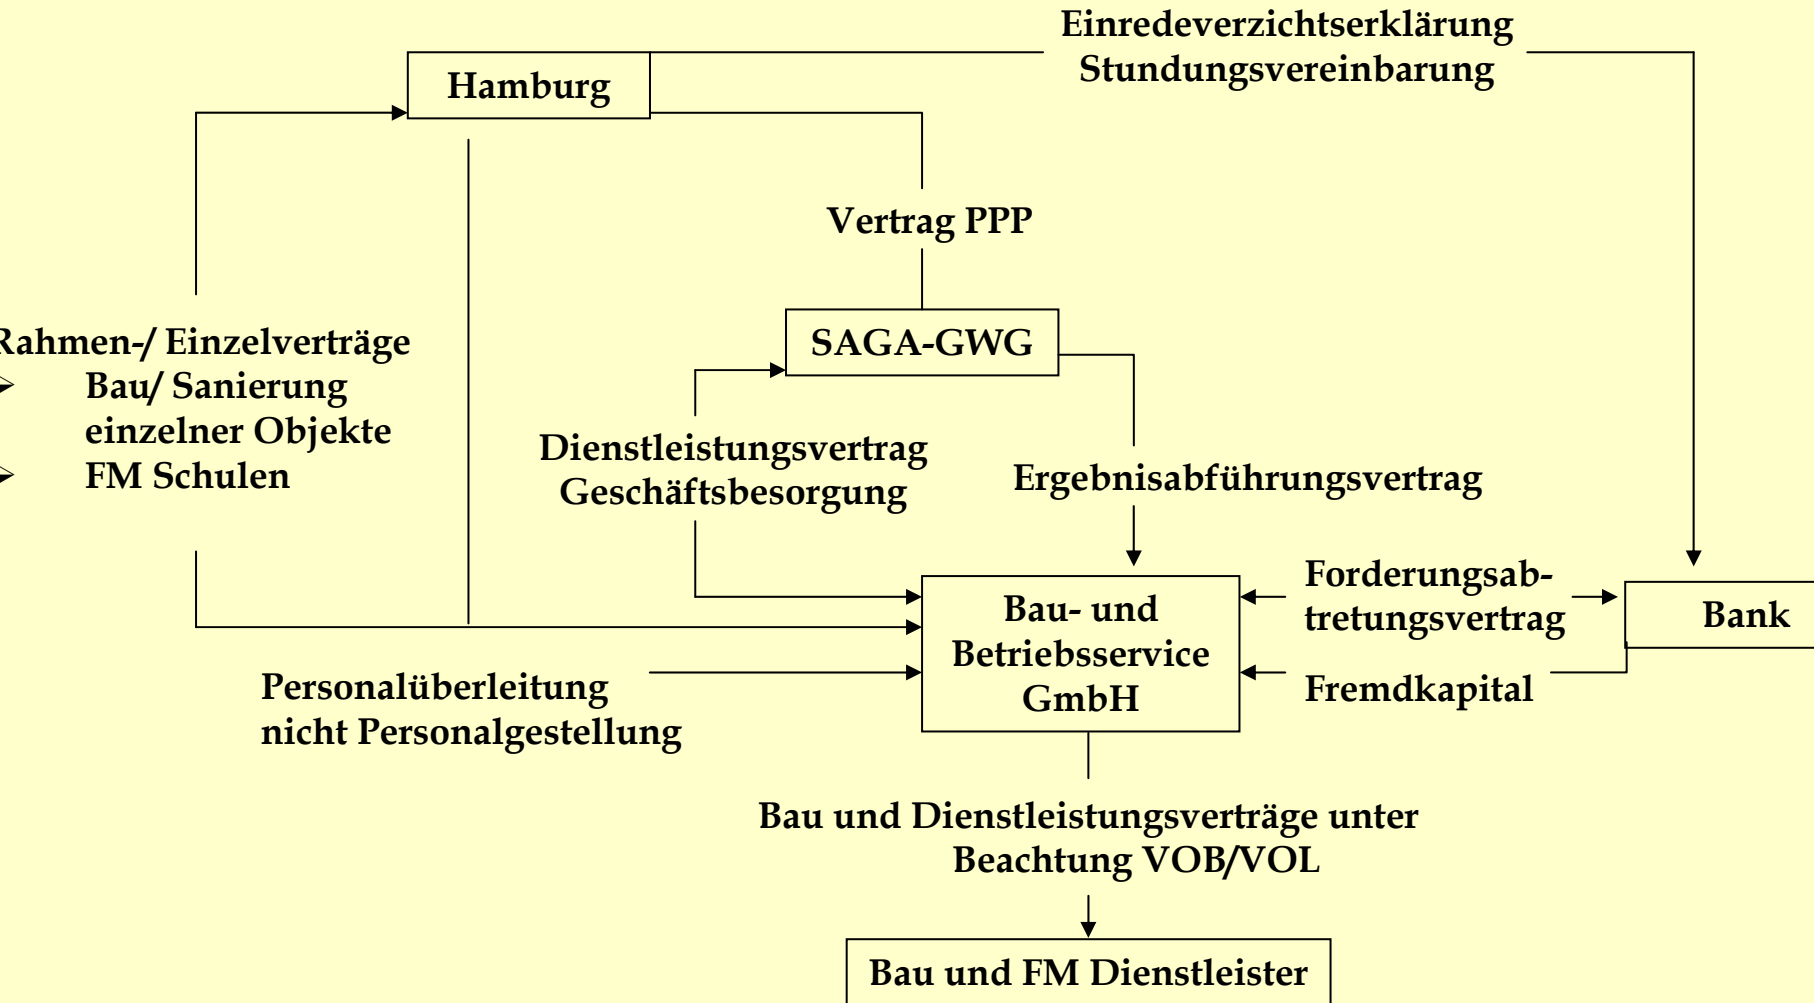 Einredeverzichtserklärung
Stundungsvereinbarung
Hamburg
Vertrag PPP
SAGA-GWG
Rahmen-/ Einzelverträge
Bau/ Sanierung
einzelner Objekte
FM Schulen
Dienstleistungsvertrag
Geschäftsbesorgung
Ergebnisabführungsvertrag
Bau- und
Betriebsservice
GmbH
Forderungsab-
tretungsvertrag
Bank
Fremdkapital
Personalüberleitung
nicht Personalgestellung
Bau und Dienstleistungsverträge unter
Beachtung VOB/VOL
Bau und FM Dienstleister